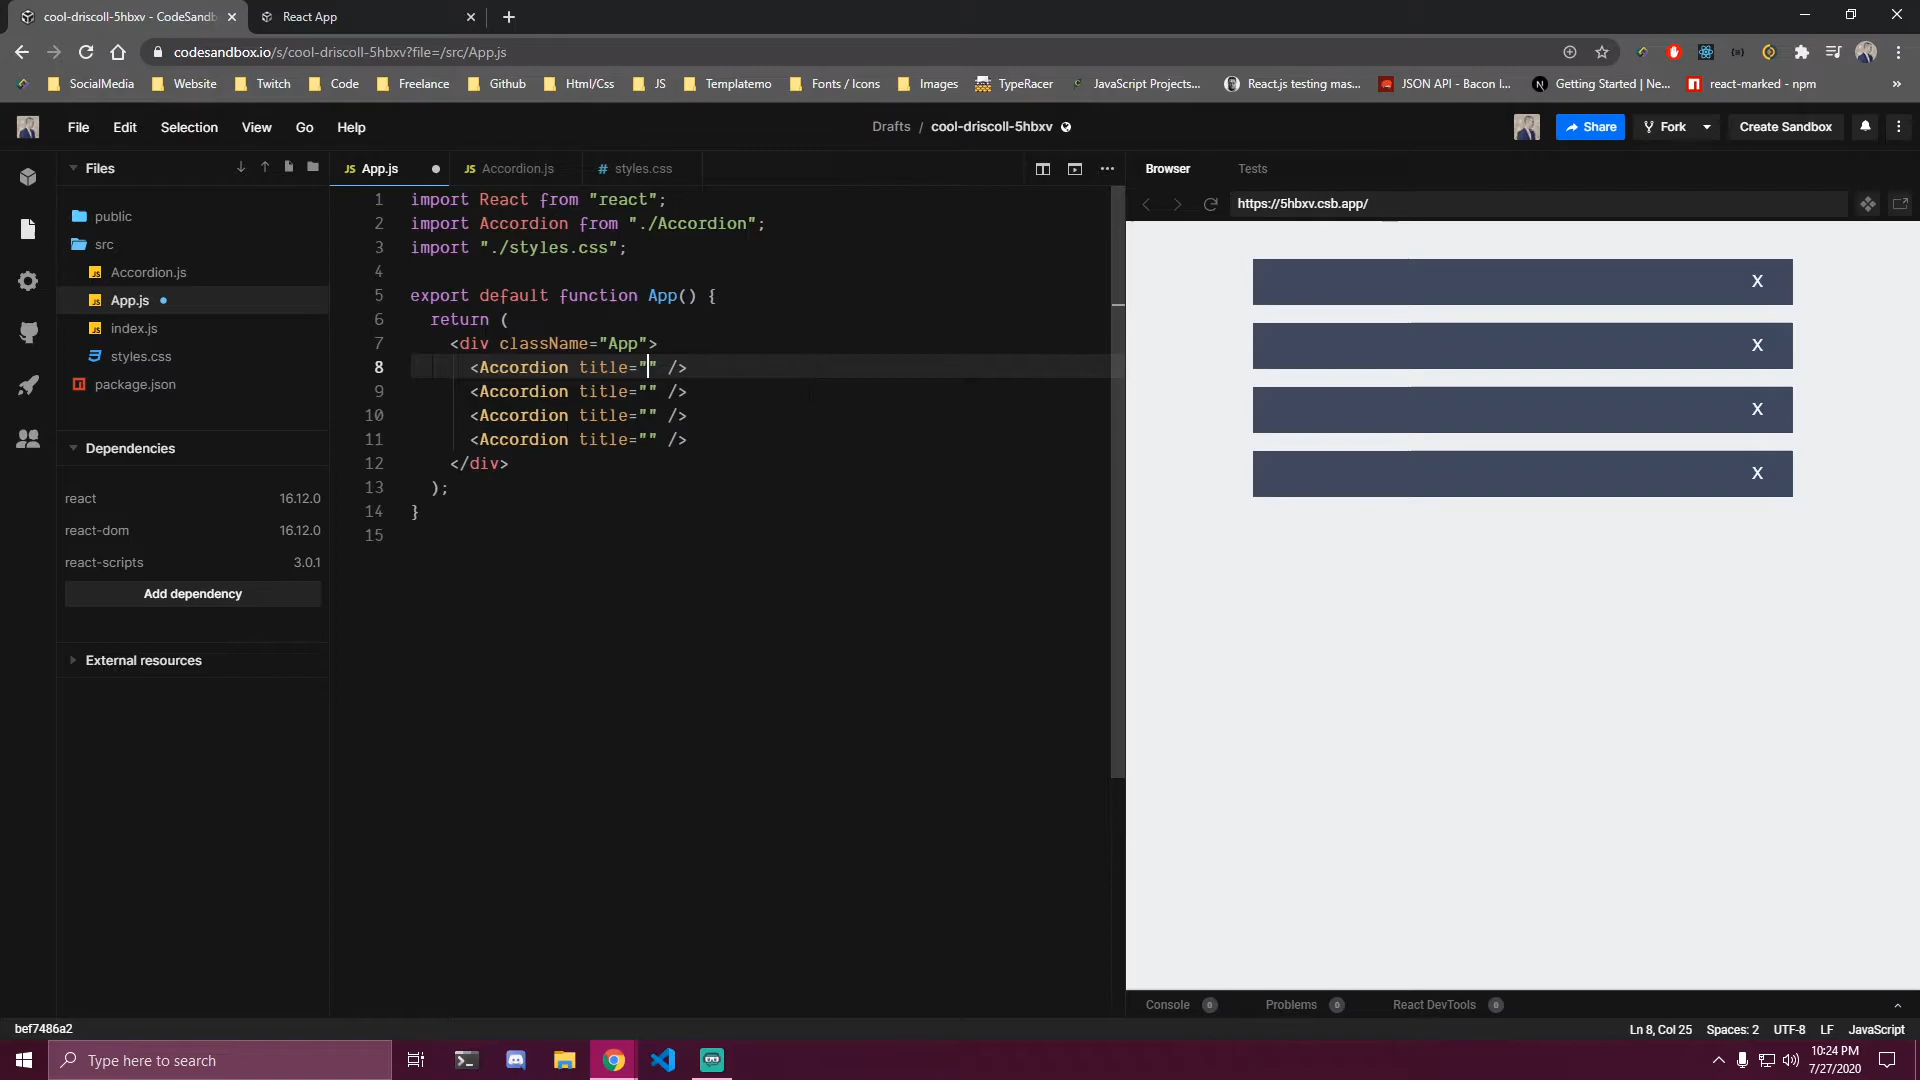 cool-driscoll-5hbxv - CodeSandb
React App
codesandbox.io/s/cool-driscoll-5hbxv?file=/src/App.js
SocialMedia
Website
Twitch
Code
Freelance
Github
Html/Css
JS
Templatemo
Fonts / Icons
Images
TypeRacer
JavaScript Projects...
React.js testing mas...
JSON API - Bacon I...
Getting Started | Ne...
react-marked - npm
»
File
Edit
Selection
View
Go
Help
Drafts / cool-driscoll-5hbxv
Share
Fork
Create Sandbox
Files
JS App.js
JS Accordion.js
# styles.css
Browser
Tests
https://5hbxv.csb.app/
public
src
JS Accordion.js
JS App.js
JS index.js
styles.css
package.json
1 import React from "react";
2 import Accordion from "./Accordion";
3 import "./styles.css";
4
5 export default function App() {
6 return (
7 <div className="App">
8 <Accordion title="" />
9 <Accordion title="" />
10 <Accordion title="" />
11 <Accordion title="" />
12 </div>
13 );
14 }
15
X
X
X
X
Dependencies
react 16.12.0
react-dom 16.12.0
react-scripts 3.0.1
Add dependency
External resources
Console 0
Problems 0
React DevTools 0
bef7486a2
Ln 8, Col 25
Spaces: 2
UTF-8
LF
JavaScript
Type here to search
10:24 PM
7/27/2020